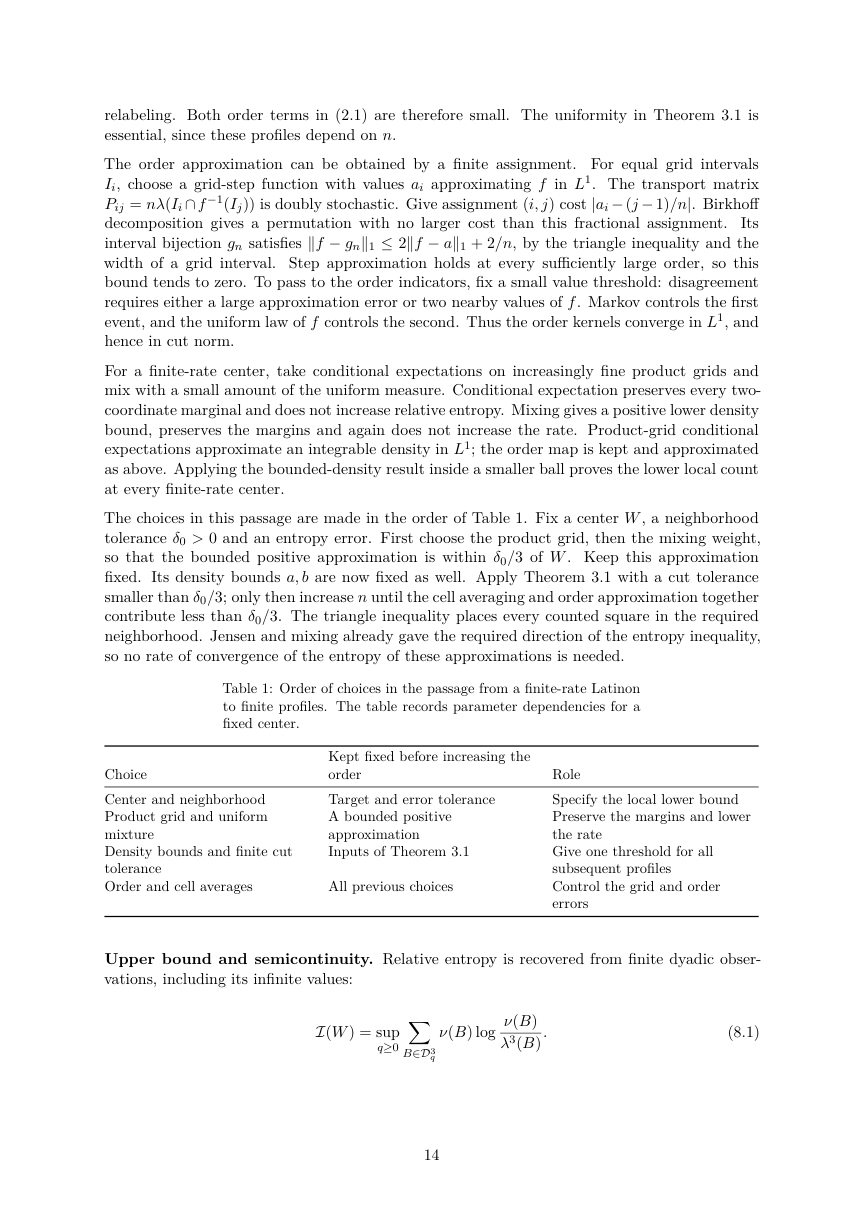 relabeling. Both order terms in (2.1) are therefore small. The uniformity in Theorem 3.1 is
essential, since these profiles depend on n.
The order approximation can be obtained by a finite assignment. For equal grid intervals
I_i, choose a grid-step function with values a_i approximating f in L^1. The transport matrix
P_{ij} = nλ(I_i ∩ f^{−1}(I_j)) is doubly stochastic. Give assignment (i, j) cost |a_i − (j − 1)/n|. Birkhoff
decomposition gives a permutation with no larger cost than this fractional assignment. Its
interval bijection g_n satisfies ‖f − g_n‖_1 ≤ 2‖f − a‖_1 + 2/n, by the triangle inequality and the
width of a grid interval. Step approximation holds at every sufficiently large order, so this
bound tends to zero. To pass to the order indicators, fix a small value threshold: disagreement
requires either a large approximation error or two nearby values of f. Markov controls the first
event, and the uniform law of f controls the second. Thus the order kernels converge in L^1, and
hence in cut norm.
For a finite-rate center, take conditional expectations on increasingly fine product grids and
mix with a small amount of the uniform measure. Conditional expectation preserves every two-
coordinate marginal and does not increase relative entropy. Mixing gives a positive lower density
bound, preserves the margins and again does not increase the rate. Product-grid conditional
expectations approximate an integrable density in L^1; the order map is kept and approximated
as above. Applying the bounded-density result inside a smaller ball proves the lower local count
at every finite-rate center.
The choices in this passage are made in the order of Table 1. Fix a center W, a neighborhood
tolerance δ_0 > 0 and an entropy error. First choose the product grid, then the mixing weight,
so that the bounded positive approximation is within δ_0/3 of W. Keep this approximation
fixed. Its density bounds a, b are now fixed as well. Apply Theorem 3.1 with a cut tolerance
smaller than δ_0/3; only then increase n until the cell averaging and order approximation together
contribute less than δ_0/3. The triangle inequality places every counted square in the required
neighborhood. Jensen and mixing already gave the required direction of the entropy inequality,
so no rate of convergence of the entropy of these approximations is needed.
Table 1: Order of choices in the passage from a finite-rate Latinon
to finite profiles. The table records parameter dependencies for a
fixed center.
Kept fixed before increasing the
Choice order Role
Center and neighborhood Target and error tolerance Specify the local lower bound
Product grid and uniform A bounded positive Preserve the margins and lower
mixture approximation the rate
Density bounds and finite cut Inputs of Theorem 3.1 Give one threshold for all
tolerance subsequent profiles
Order and cell averages All previous choices Control the grid and order
errors
Upper bound and semicontinuity. Relative entropy is recovered from finite dyadic obser-
vations, including its infinite values:
I(W) = sup_{q≥0} ∑_{B∈D_q^3} ν(B) log ν(B)/λ^3(B). (8.1)
14